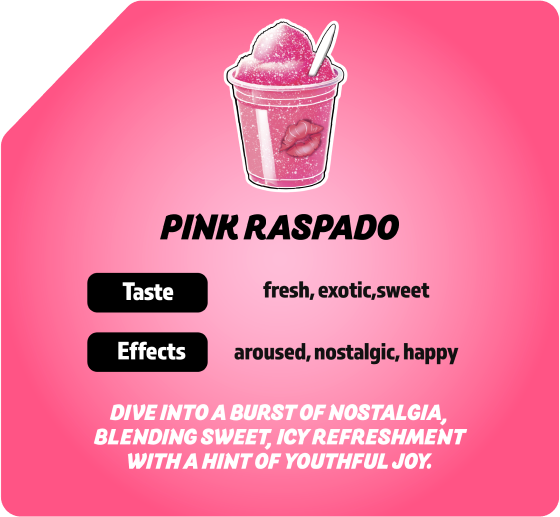 PINK RASPADO
Taste
fresh, exotic,sweet
Effects
aroused, nostalgic, happy
DIVE INTO A BURST OF NOSTALGIA,
BLENDING SWEET, ICY REFRESHMENT
WITH A HINT OF YOUTHFUL JOY.